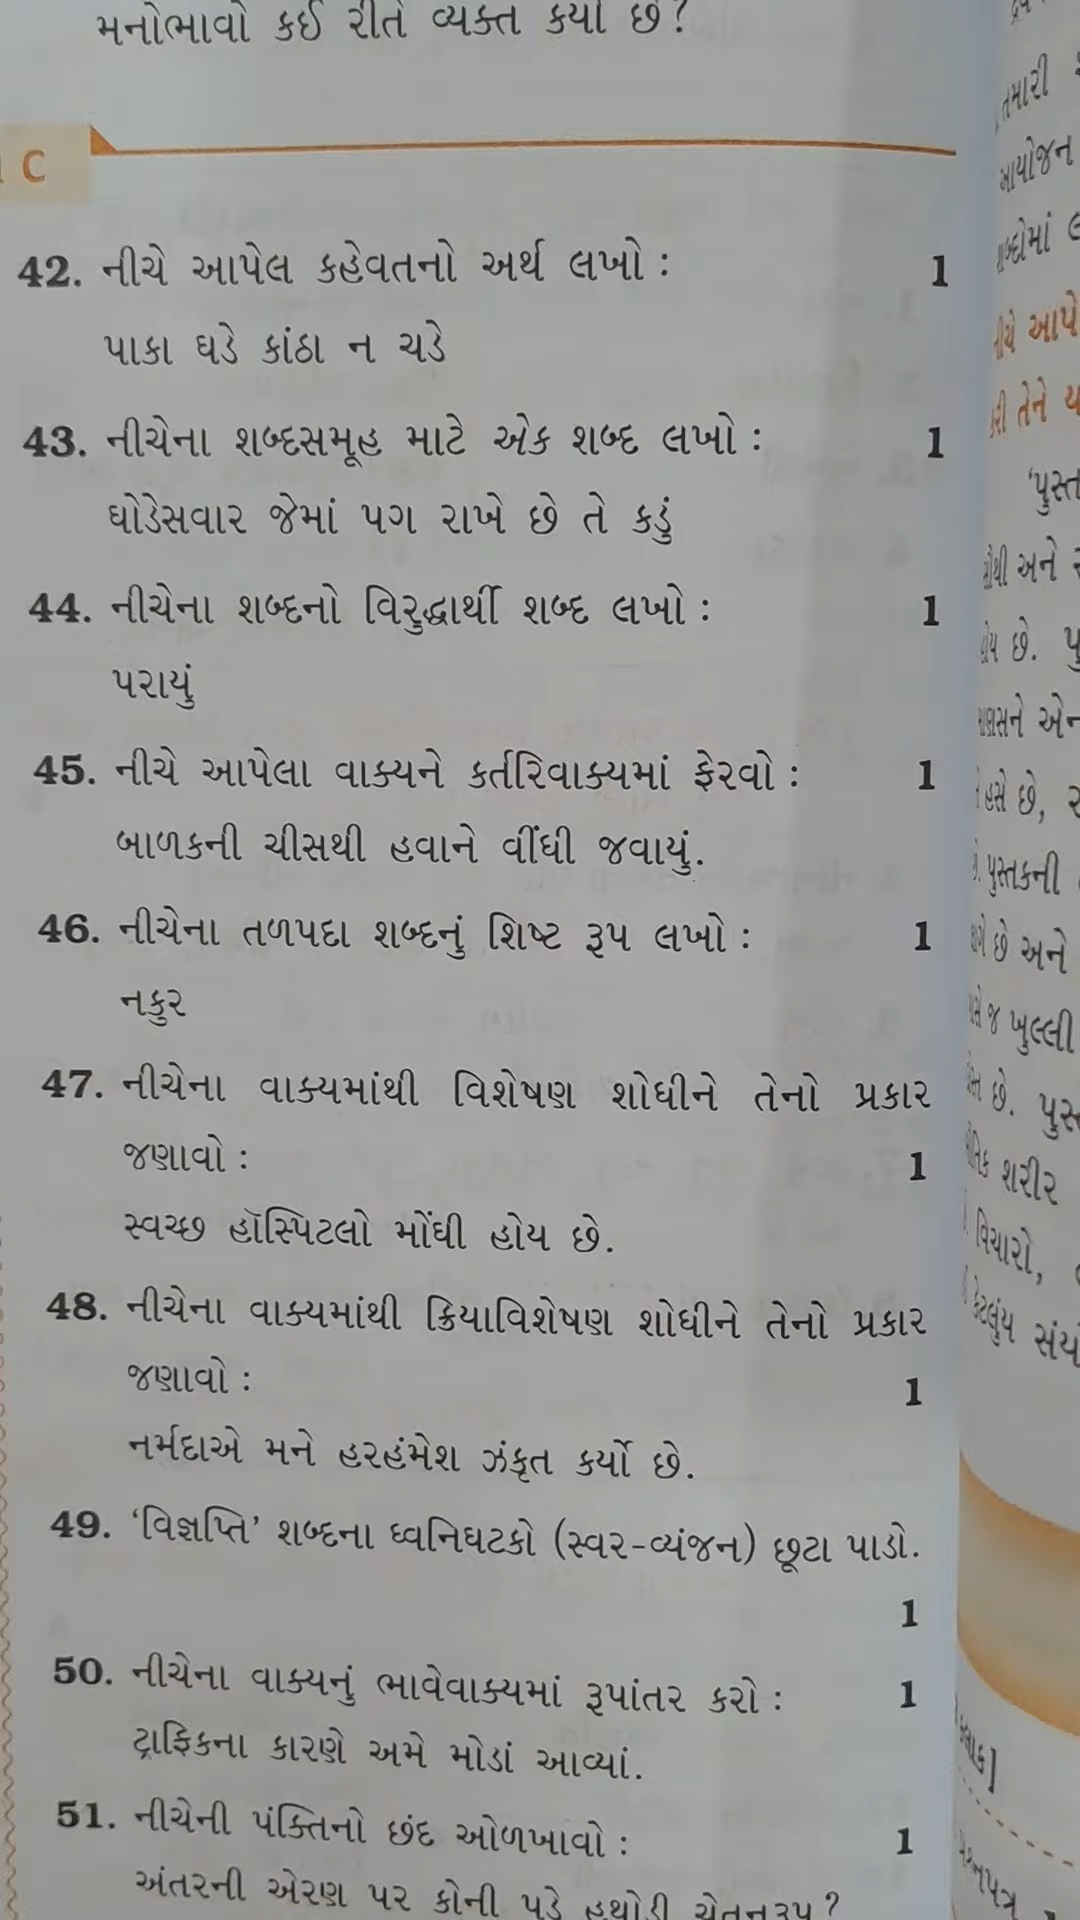 મનોભાવો કઈ રીતે વ્યક્ત કર્યા છે?
C
42. નીચે આપેલ કહેવતનો અર્થ લખો : 1
પાકા ઘડે કાંઠા ન ચડે
43. નીચેના શબ્દસમૂહ માટે એક શબ્દ લખો : 1
ઘોડેસવાર જેમાં પગ રાખે છે તે કડું
44. નીચેના શબ્દનો વિરુદ્ધાર્થી શબ્દ લખો : 1
પરાયું
45. નીચે આપેલા વાક્યને કર્તરિવાક્યમાં ફેરવો : 1
બાળકની ચીસથી હવાને વીંધી જવાયું.
46. નીચેના તળપદા શબ્દનું શિષ્ટ રૂપ લખો : 1
નકુર
47. નીચેના વાક્યમાંથી વિશેષણ શોધીને તેનો પ્રકાર
જણાવો : 1
સ્વચ્છ હૉસ્પિટલો મોંઘી હોય છે.
48. નીચેના વાક્યમાંથી ક્રિયાવિશેષણ શોધીને તેનો પ્રકાર
જણાવો : 1
નર્મદાએ મને હરહંમેશ ઝંકૃત કર્યો છે.
49. ‘વિજ્ઞપ્તિ’ શબ્દના ધ્વનિઘટકો (સ્વર-વ્યંજન) છૂટા પાડો.
1
50. નીચેના વાક્યનું ભાવેવાક્યમાં રૂપાંતર કરો : 1
ટ્રાફિકના કારણે અમે મોડાં આવ્યાં.
51. નીચેની પંક્તિનો છંદ ઓળખાવો : 1
અંતરની એરણ પર કોની પડે હથોડી ચેતનરૂપ?
તમારી
આયોજન
આપે
તેને
‘પુસ્ત
અને
છે. પુ
એન
હસે છે,
પુસ્તકની
છે અને
જ ખુલ્લી
છે. પુસ્
શરીર
વિચારો,
કેટલુંય